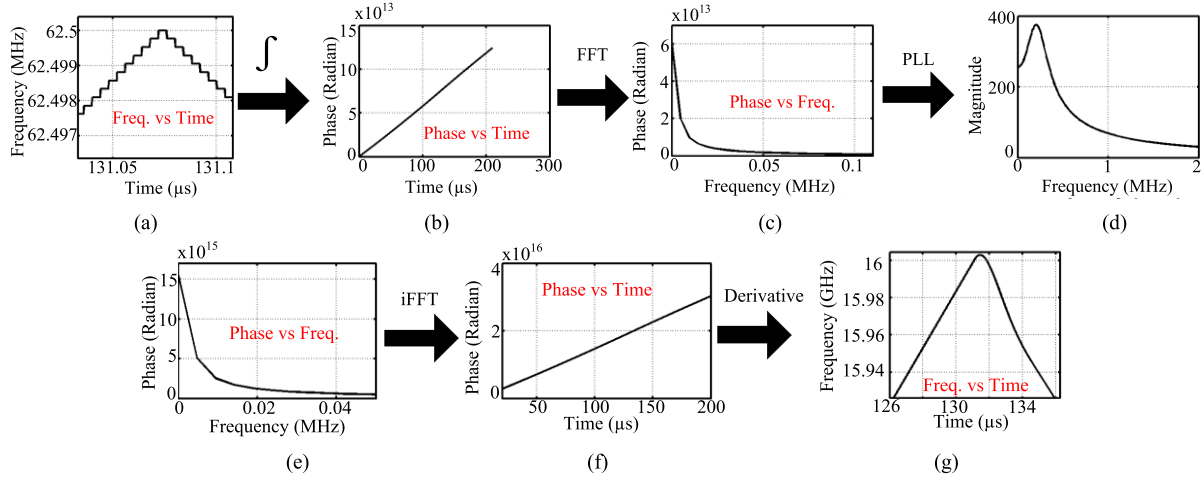 x10^13
x10^13
Frequency (MHz)
62.5
62.499
62.498
62.497
Freq. vs Time
131.05
131.1
Time (µs)
(a)
∫
Phase (Radian)
15
10
5
0
Phase vs Time
0
100
200
300
Time (µs)
(b)
FFT
Phase (Radian)
6
4
2
0
Phase vs Freq.
0
0.05
0.1
Frequency (MHz)
(c)
PLL
Magnitude
400
200
0
0
1
2
Frequency (MHz)
(d)
x10^15
Phase (Radian)
15
10
5
0
Phase vs Freq.
0
0.02
0.04
Frequency (MHz)
(e)
iFFT
x10^16
Phase (Radian)
4
2
0
Phase vs Time
50
100
150
200
Time (µs)
(f)
Derivative
Frequency (GHz)
16
15.98
15.96
15.94
Freq. vs Time
126
130
134
Time (µs)
(g)